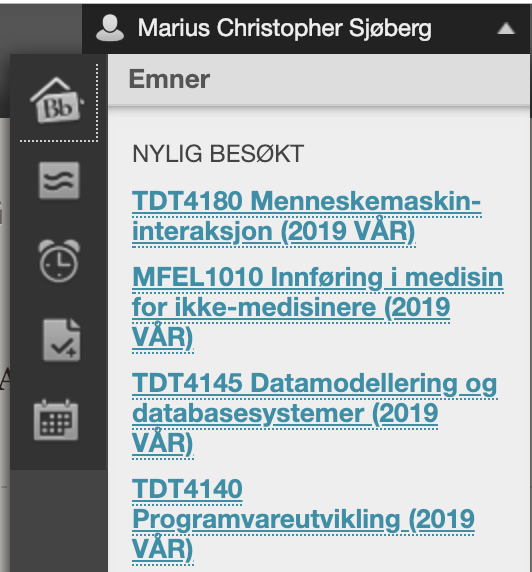 Marius Christopher Sjøberg
Bb
Emner
NYLIG BESØKT
TDT4180 Menneskemaskin-
interaksjon (2019 VÅR)
MFEL1010 Innføring i medisin
for ikke-medisinere (2019
VÅR)
TDT4145 Datamodellering og
databasesystemer (2019
VÅR)
TDT4140
Programvareutvikling (2019
VÅR)